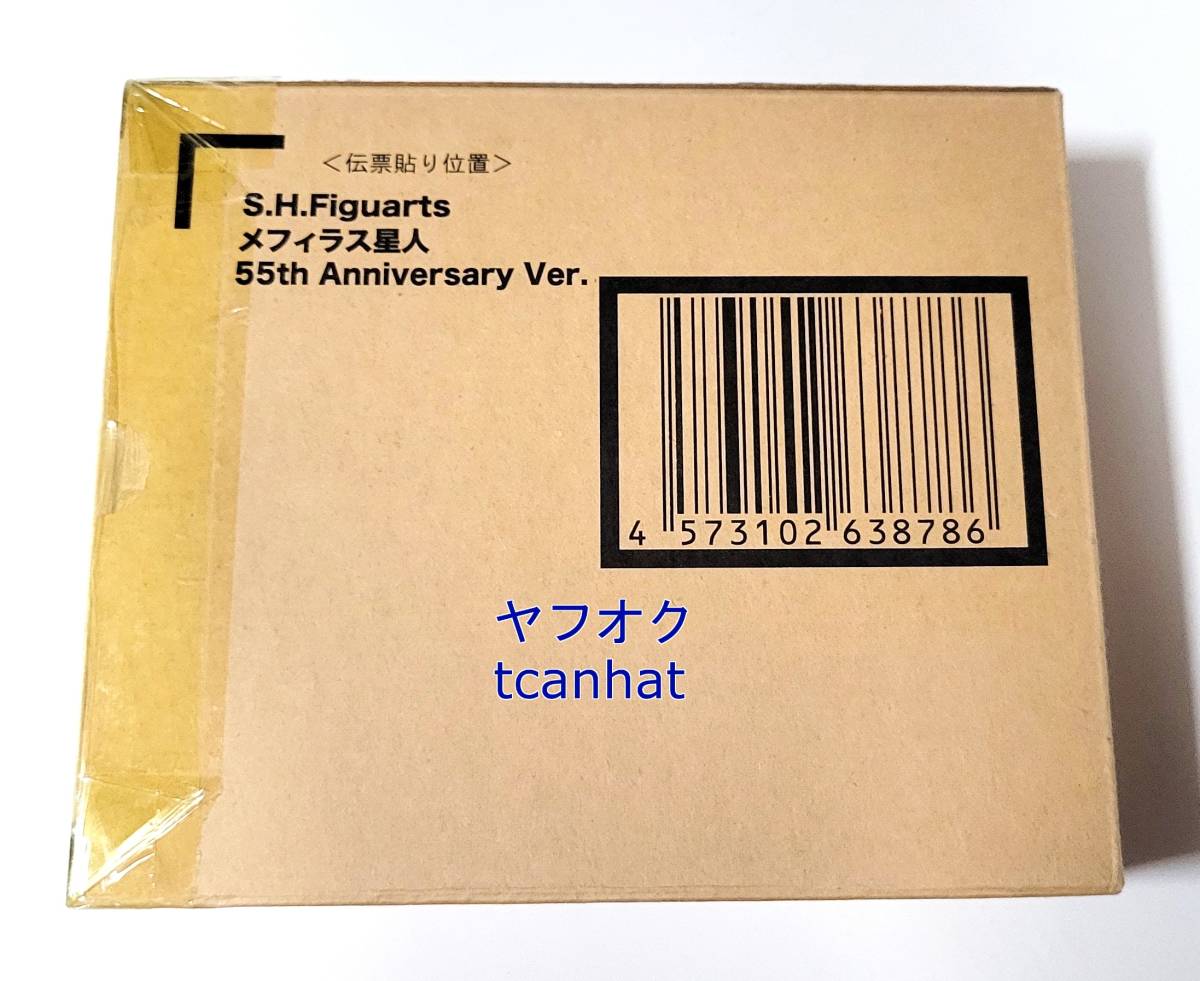 ＜伝票貼り位置＞
S.H.Figuarts
メフィラス星人
55th Anniversary Ver.
4 573102 638786
ヤフオク
tcanhat